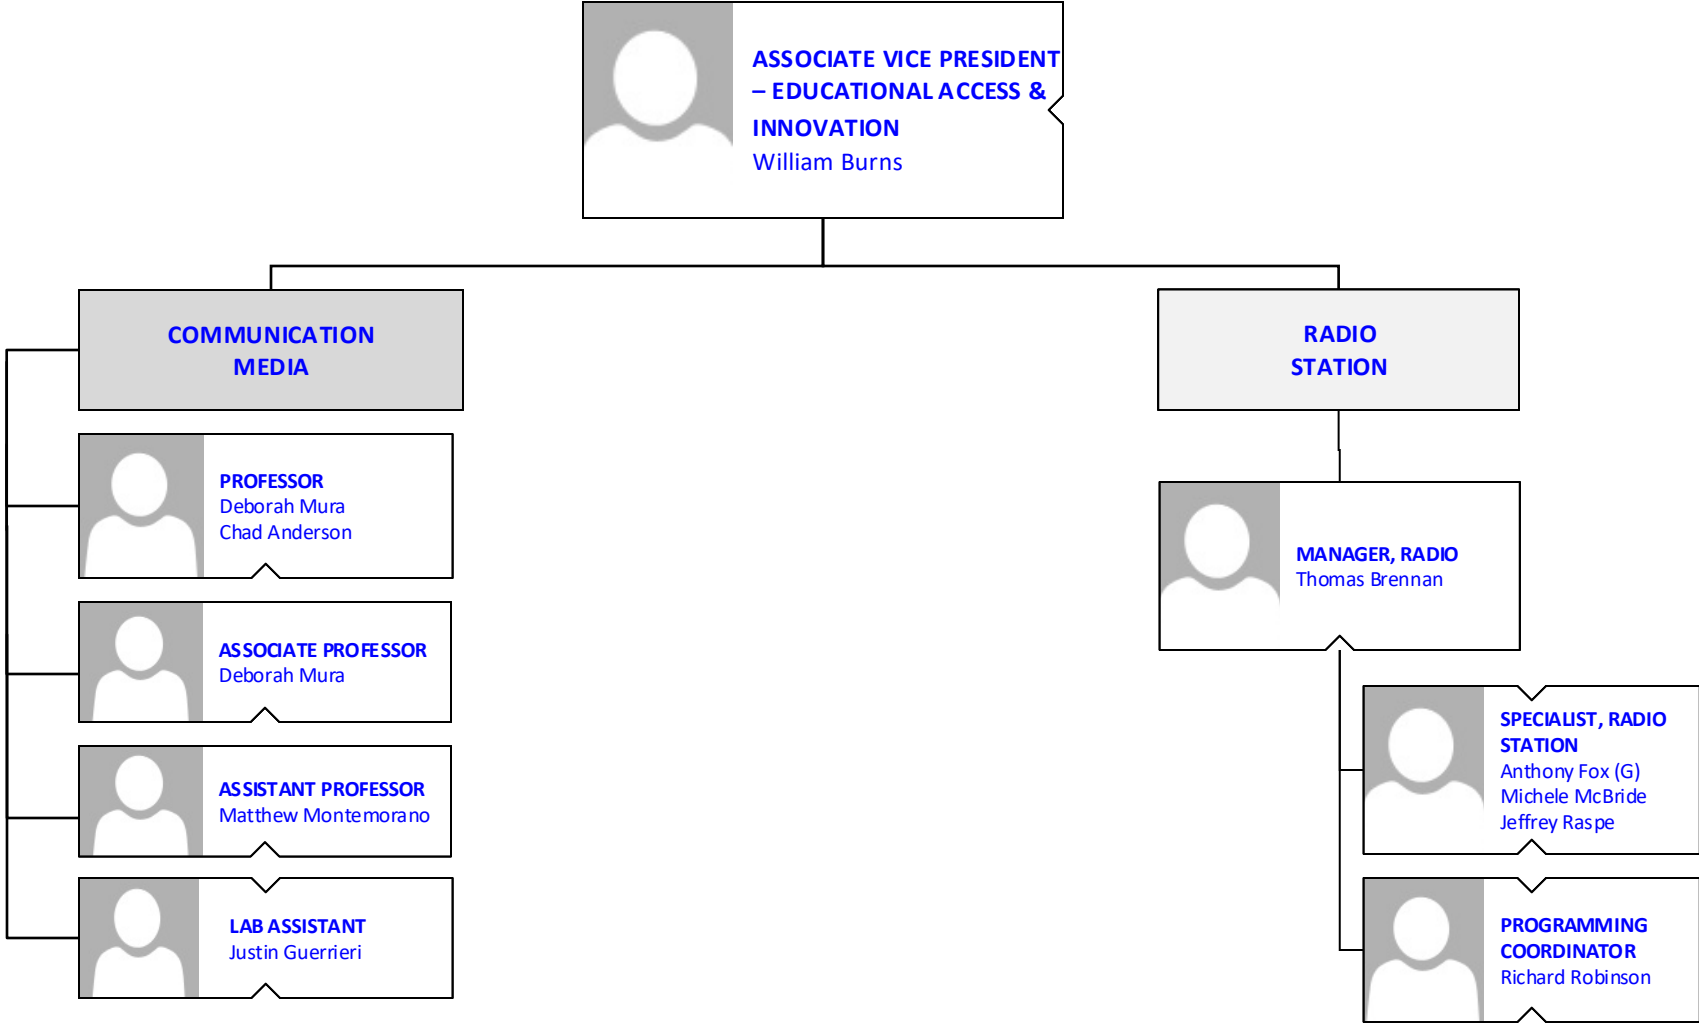 ASSOCIATE VICE PRESIDENT
– EDUCATIONAL ACCESS &
INNOVATION
William Burns
COMMUNICATION
MEDIA
PROFESSOR
Deborah Mura
Chad Anderson
ASSOCIATE PROFESSOR
Deborah Mura
ASSISTANT PROFESSOR
Matthew Montemorano
LAB ASSISTANT
Justin Guerrieri
RADIO
STATION
MANAGER, RADIO
Thomas Brennan
SPECIALIST, RADIO
STATION
Anthony Fox (G)
Michele McBride
Jeffrey Raspe
PROGRAMMING
COORDINATOR
Richard Robinson